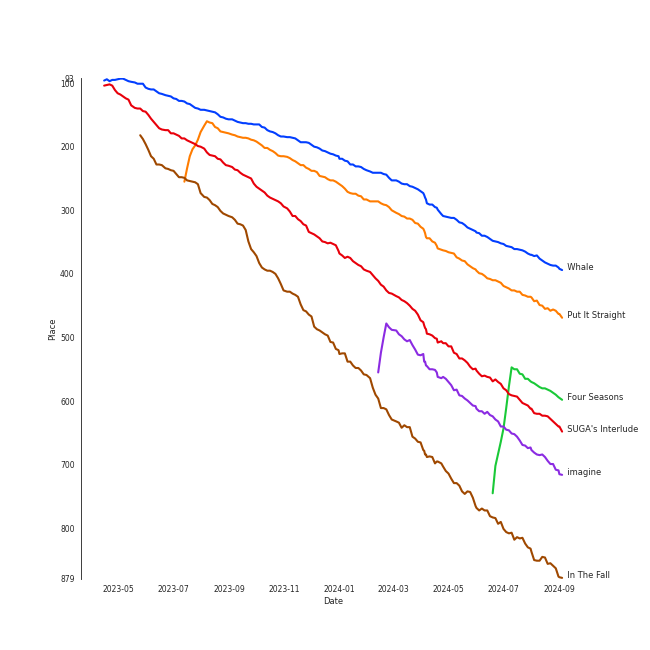 93
100
200
300
400
500
600
700
800
879
Place
2023-05 2023-07 2023-09 2023-11 2024-01 2024-03 2024-05 2024-07 2024-09
Date
Whale
Put It Straight
Four Seasons
SUGA's Interlude
imagine
In The Fall